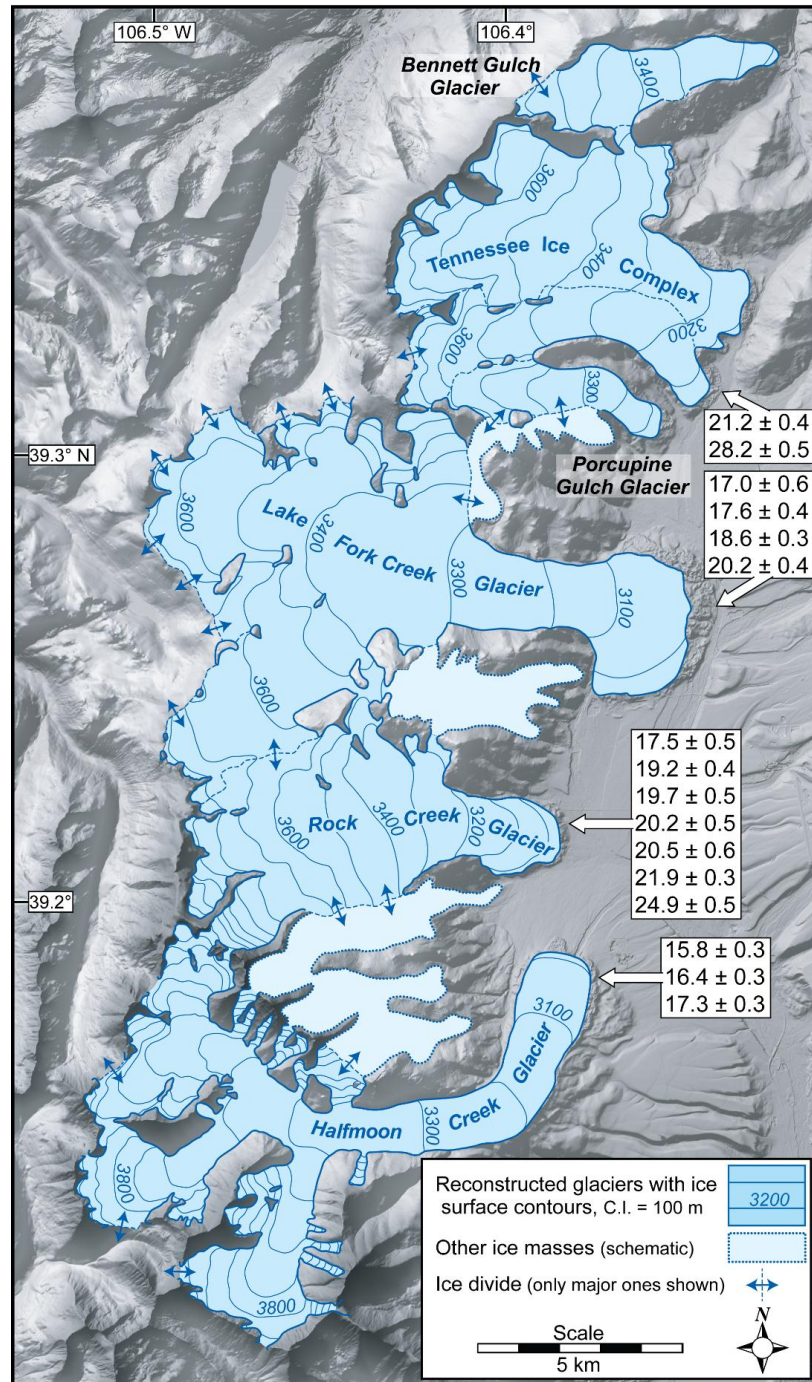 106.5° W
106.4°
Bennett Gulch
Glacier
3400
3600
Tennessee Ice
Complex
3400
3200
3600
3300
21.2 ± 0.4
28.2 ± 0.5
39.3° N
Porcupine
Gulch Glacier
17.0 ± 0.6
17.6 ± 0.4
18.6 ± 0.3
20.2 ± 0.4
3600
Lake
Fork Creek
Glacier
3400
3300
3100
3600
17.5 ± 0.5
19.2 ± 0.4
19.7 ± 0.5
20.2 ± 0.5
20.5 ± 0.6
21.9 ± 0.3
24.9 ± 0.5
Rock
Creek
Glacier
3600
3400
3200
39.2°
15.8 ± 0.3
16.4 ± 0.3
17.3 ± 0.3
3100
Halfmoon
Creek
Glacier
3300
3800
3800
Reconstructed glaciers with ice
surface contours, C.I. = 100 m
3200
Other ice masses (schematic)
Ice divide (only major ones shown)
Scale
5 km
N